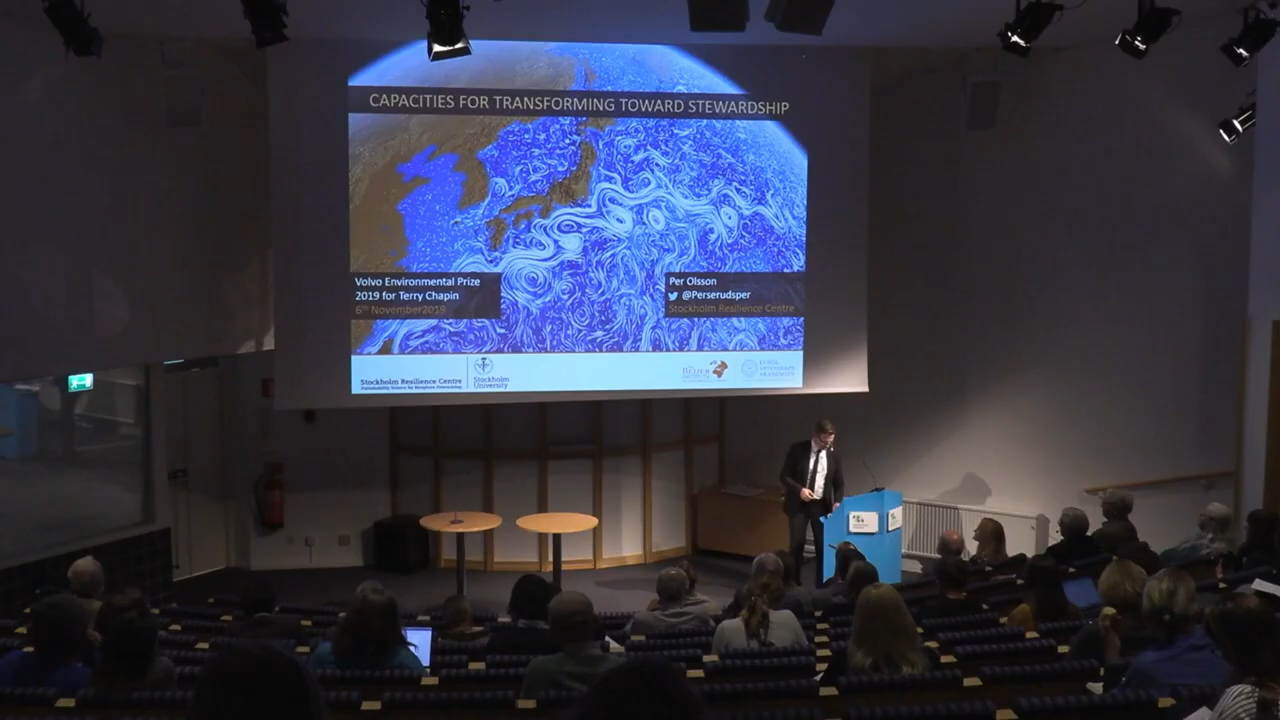 CAPACITIES FOR TRANSFORMING TOWARD STEWARDSHIP
Volvo Environmental Prize
2019 for Terry Chapin
6th November2019
Per Olsson
@Perserudsper
Stockholm Resilience Centre
Stockholm Resilience Centre
Stockholm
University
BEIJER